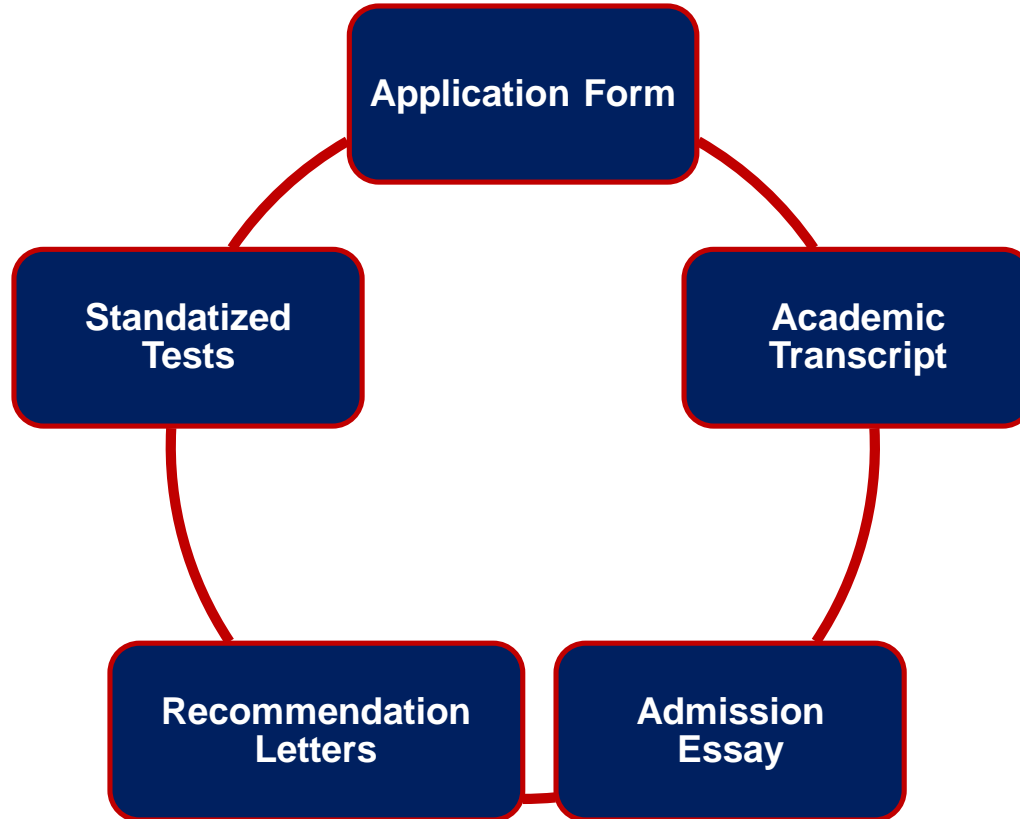 Application Form
Standatized
Tests
Academic
Transcript
Recommendation
Letters
Admission
Essay